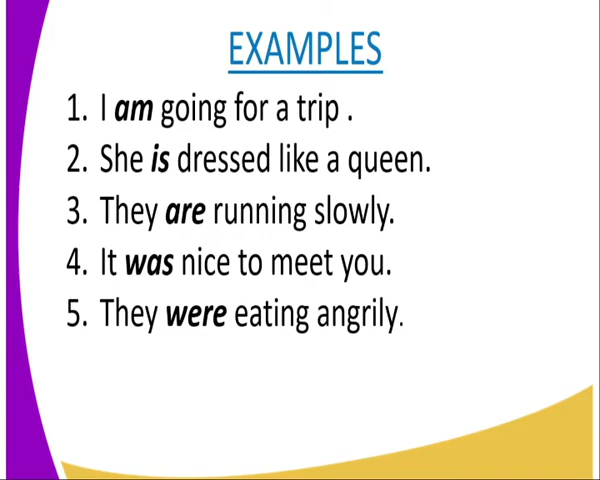 EXAMPLES
1. I am going for a trip .
2. She is dressed like a queen.
3. They are running slowly.
4. It was nice to meet you.
5. They were eating angrily.